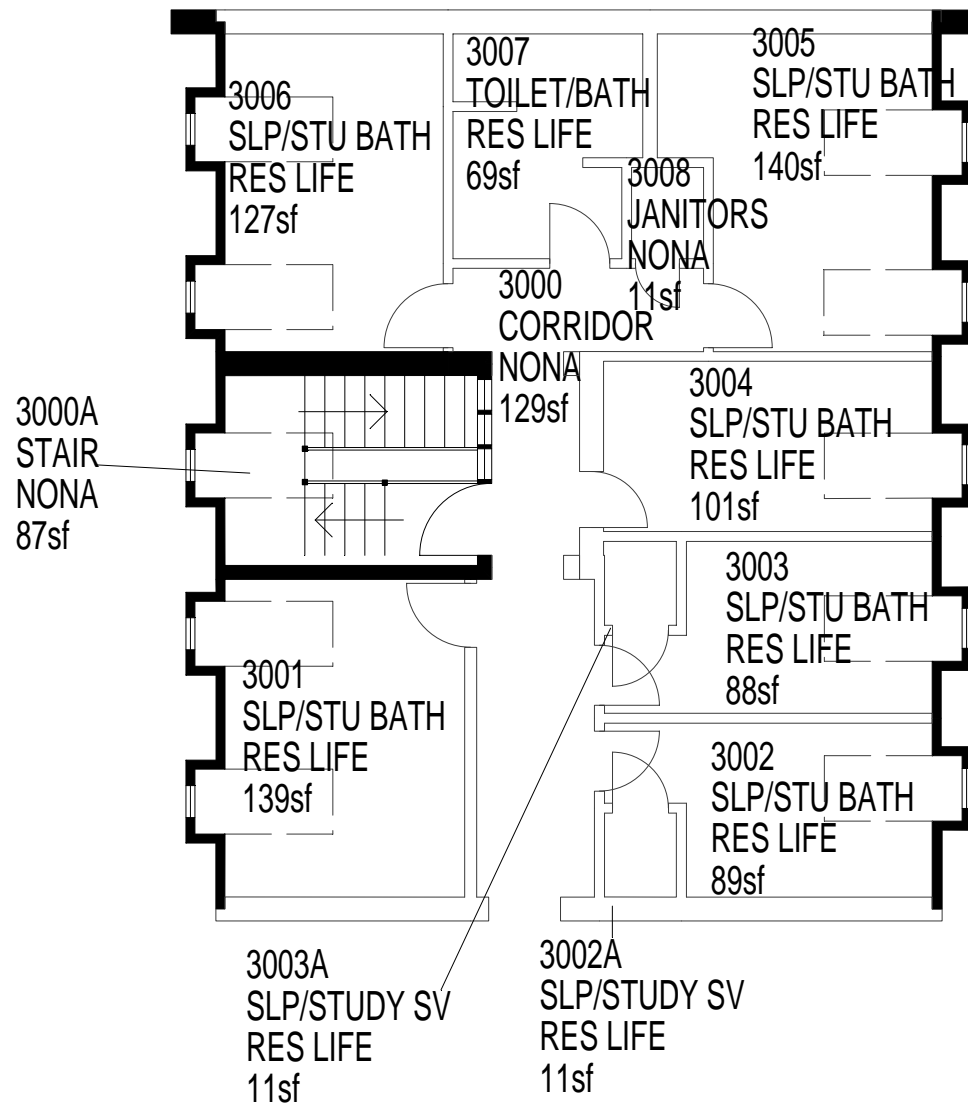 3005
SLP/STU BATH
RES LIFE
140sf
3007
TOILET/BATH
RES LIFE
69sf
3006
SLP/STU BATH
RES LIFE
127sf
3008
JANITORS
NONA
11sf
3000
CORRIDOR
NONA
129sf
3004
SLP/STU BATH
RES LIFE
101sf
3000A
STAIR
NONA
87sf
3003
SLP/STU BATH
RES LIFE
88sf
3001
SLP/STU BATH
RES LIFE
139sf
3002
SLP/STU BATH
RES LIFE
89sf
3003A
SLP/STUDY SV
RES LIFE
11sf
3002A
SLP/STUDY SV
RES LIFE
11sf